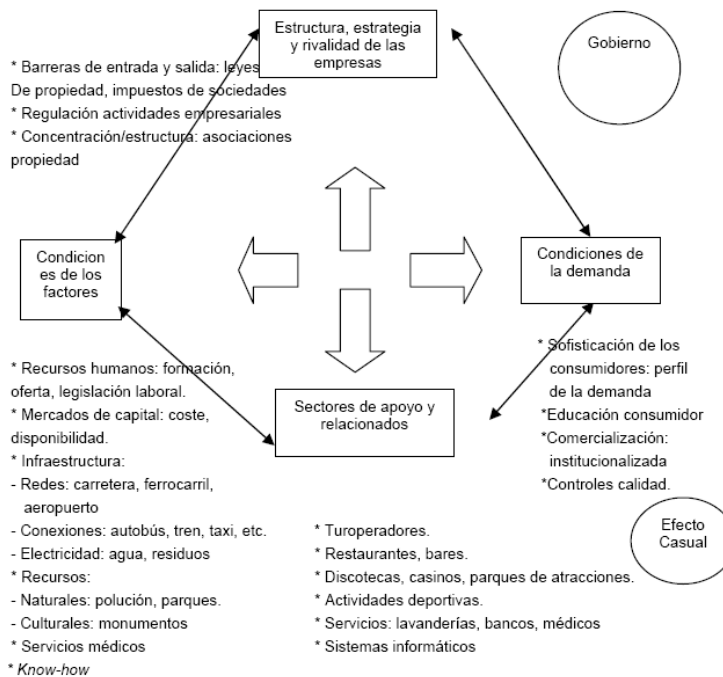 Estructura, estrategia
y rivalidad de las
empresas
Gobierno
* Barreras de entrada y salida: leyes
De propiedad, impuestos de sociedades
* Regulación actividades empresariales
* Concentración/estructura: asociaciones
propiedad
Condicion
es de los
factores
Condiciones de
la demanda
* Recursos humanos: formación,
oferta, legislación laboral.
* Mercados de capital: coste,
disponibilidad.
* Infraestructura:
- Redes: carretera, ferrocarril,
aeropuerto
- Conexiones: autobús, tren, taxi, etc.
- Electricidad: agua, residuos
* Recursos:
- Naturales: polución, parques.
- Culturales: monumentos
* Servicios médicos
* Know-how
Sectores de apoyo y
relacionados
* Sofisticación de los
consumidores: perfil
de la demanda
*Educación consumidor
*Comercialización:
institucionalizada
*Controles calidad.
* Turoperadores.
* Restaurantes, bares.
* Discotecas, casinos, parques de atracciones.
* Actividades deportivas.
* Servicios: lavanderías, bancos, médicos
* Sistemas informáticos
Efecto
Casual